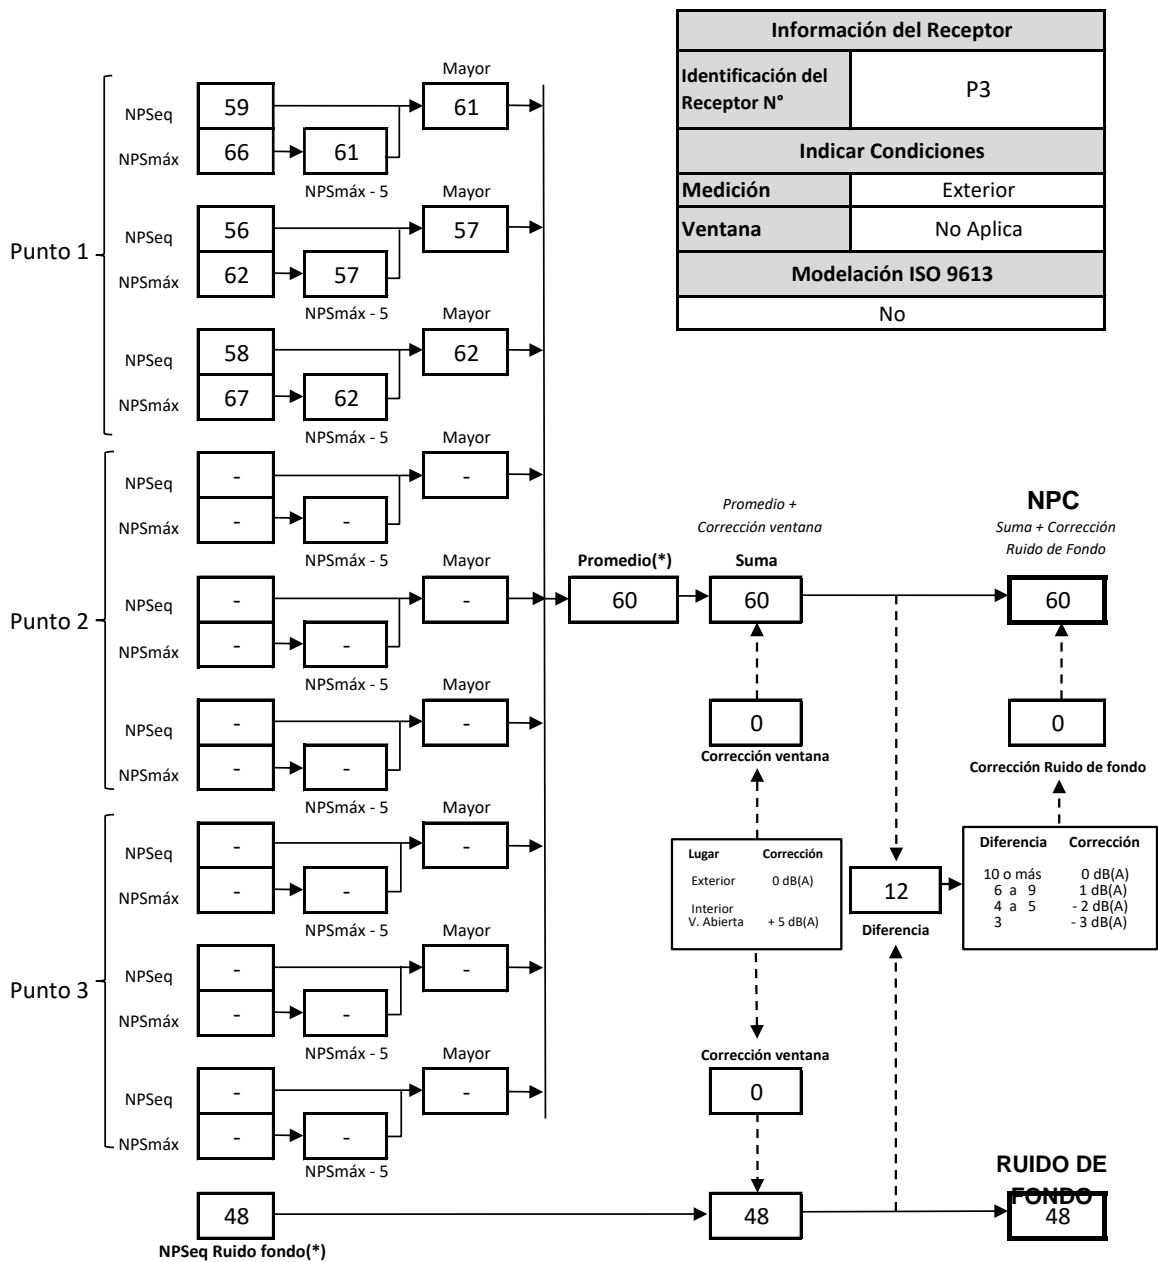 Información del Receptor
Identificación del
Receptor N°
P3
Indicar Condiciones
Medición Exterior
Ventana No Aplica
Modelación ISO 9613
No
Punto 1
Mayor
NPSeq 59 61
NPSmáx 66 61
NPSmáx - 5
Mayor
NPSeq 56 57
NPSmáx 62 57
NPSmáx - 5
Mayor
NPSeq 58 62
NPSmáx 67 62
NPSmáx - 5
Punto 2
Mayor
NPSeq - -
NPSmáx - -
NPSmáx - 5
Mayor
NPSeq - -
NPSmáx - -
NPSmáx - 5
Mayor
NPSeq - -
NPSmáx - -
NPSmáx - 5
Punto 3
Mayor
NPSeq - -
NPSmáx - -
NPSmáx - 5
Mayor
NPSeq - -
NPSmáx - -
NPSmáx - 5
Mayor
NPSeq - -
NPSmáx - -
NPSmáx - 5
Promedio(*)
60
Promedio +
Corrección ventana
Suma
60
0
Corrección ventana
NPC
Suma + Corrección
Ruido de Fondo
60
0
Corrección Ruido de fondo
Lugar Corrección
Exterior 0 dB(A)
Interior
V. Abierta + 5 dB(A)
12
Diferencia
Diferencia Corrección
10 o más 0 dB(A)
6 a 9 1 dB(A)
4 a 5 - 2 dB(A)
3 - 3 dB(A)
Corrección ventana
0
48
NPSeq Ruido fondo(*)
48
RUIDO DE
FONDO
48